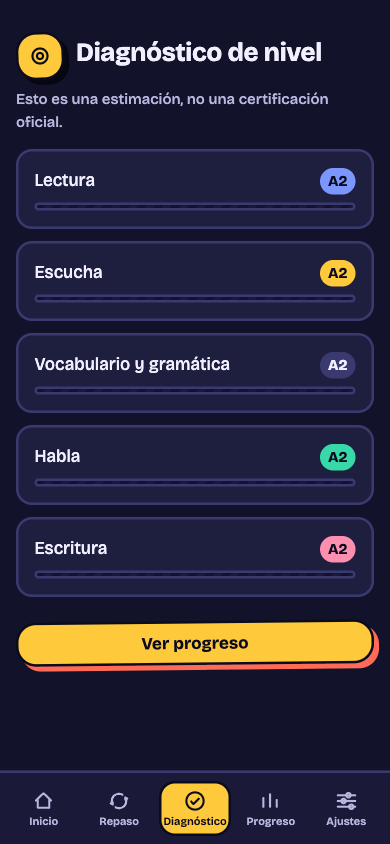 Diagnóstico de nivel
Esto es una estimación, no una certificación
oficial.
Lectura A2
Escucha A2
Vocabulario y gramática A2
Habla A2
Escritura A2
Ver progreso
Inicio Repaso Diagnóstico Progreso Ajustes